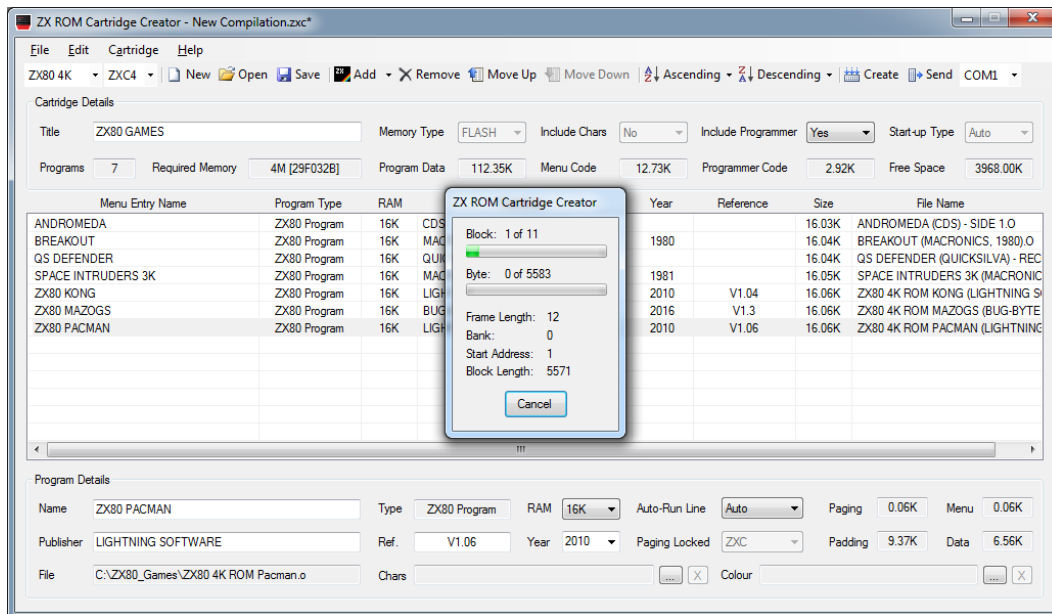 ZX ROM Cartridge Creator - New Compilation.zxc*
File Edit Cartridge Help
ZX80 4K ZXC4 New Open Save Add Remove Move Up Move Down Ascending Descending Create Send COM1
Cartridge Details
Title ZX80 GAMES Memory Type FLASH Include Chars No Include Programmer Yes Start-up Type Auto
Programs 7 Required Memory 4M [29F032B] Program Data 112.35K Menu Code 12.73K Programmer Code 2.92K Free Space 3968.00K
Menu Entry Name Program Type RAM Year Reference Size File Name
ANDROMEDA ZX80 Program 16K CDS 16.03K ANDROMEDA (CDS) - SIDE 1.O
BREAKOUT ZX80 Program 16K MAC 1980 16.04K BREAKOUT (MACRONICS, 1980).O
QS DEFENDER ZX80 Program 16K QUI 16.04K QS DEFENDER (QUICKSILVA) - REC
SPACE INTRUDERS 3K ZX80 Program 16K MAC 1981 16.05K SPACE INTRUDERS 3K (MACRONIC
ZX80 KONG ZX80 Program 16K LIGH 2010 V1.04 16.06K ZX80 4K ROM KONG (LIGHTNING S
ZX80 MAZOGS ZX80 Program 16K BUG 2016 V1.3 16.06K ZX80 4K ROM MAZOGS (BUG-BYTE
ZX80 PACMAN ZX80 Program 16K LIGH 2010 V1.06 16.06K ZX80 4K ROM PACMAN (LIGHTNING
ZX ROM Cartridge Creator
Block: 1 of 11
Byte: 0 of 5583
Frame Length: 12
Bank: 0
Start Address: 1
Block Length: 5571
Cancel
Program Details
Name ZX80 PACMAN Type ZX80 Program RAM 16K Auto-Run Line Auto Paging 0.06K Menu 0.06K
Publisher LIGHTNING SOFTWARE Ref. V1.06 Year 2010 Paging Locked ZXC Padding 9.37K Data 6.56K
File C:\ZX80_Games\ZX80 4K ROM Pacman.o Chars ... X Colour ... X